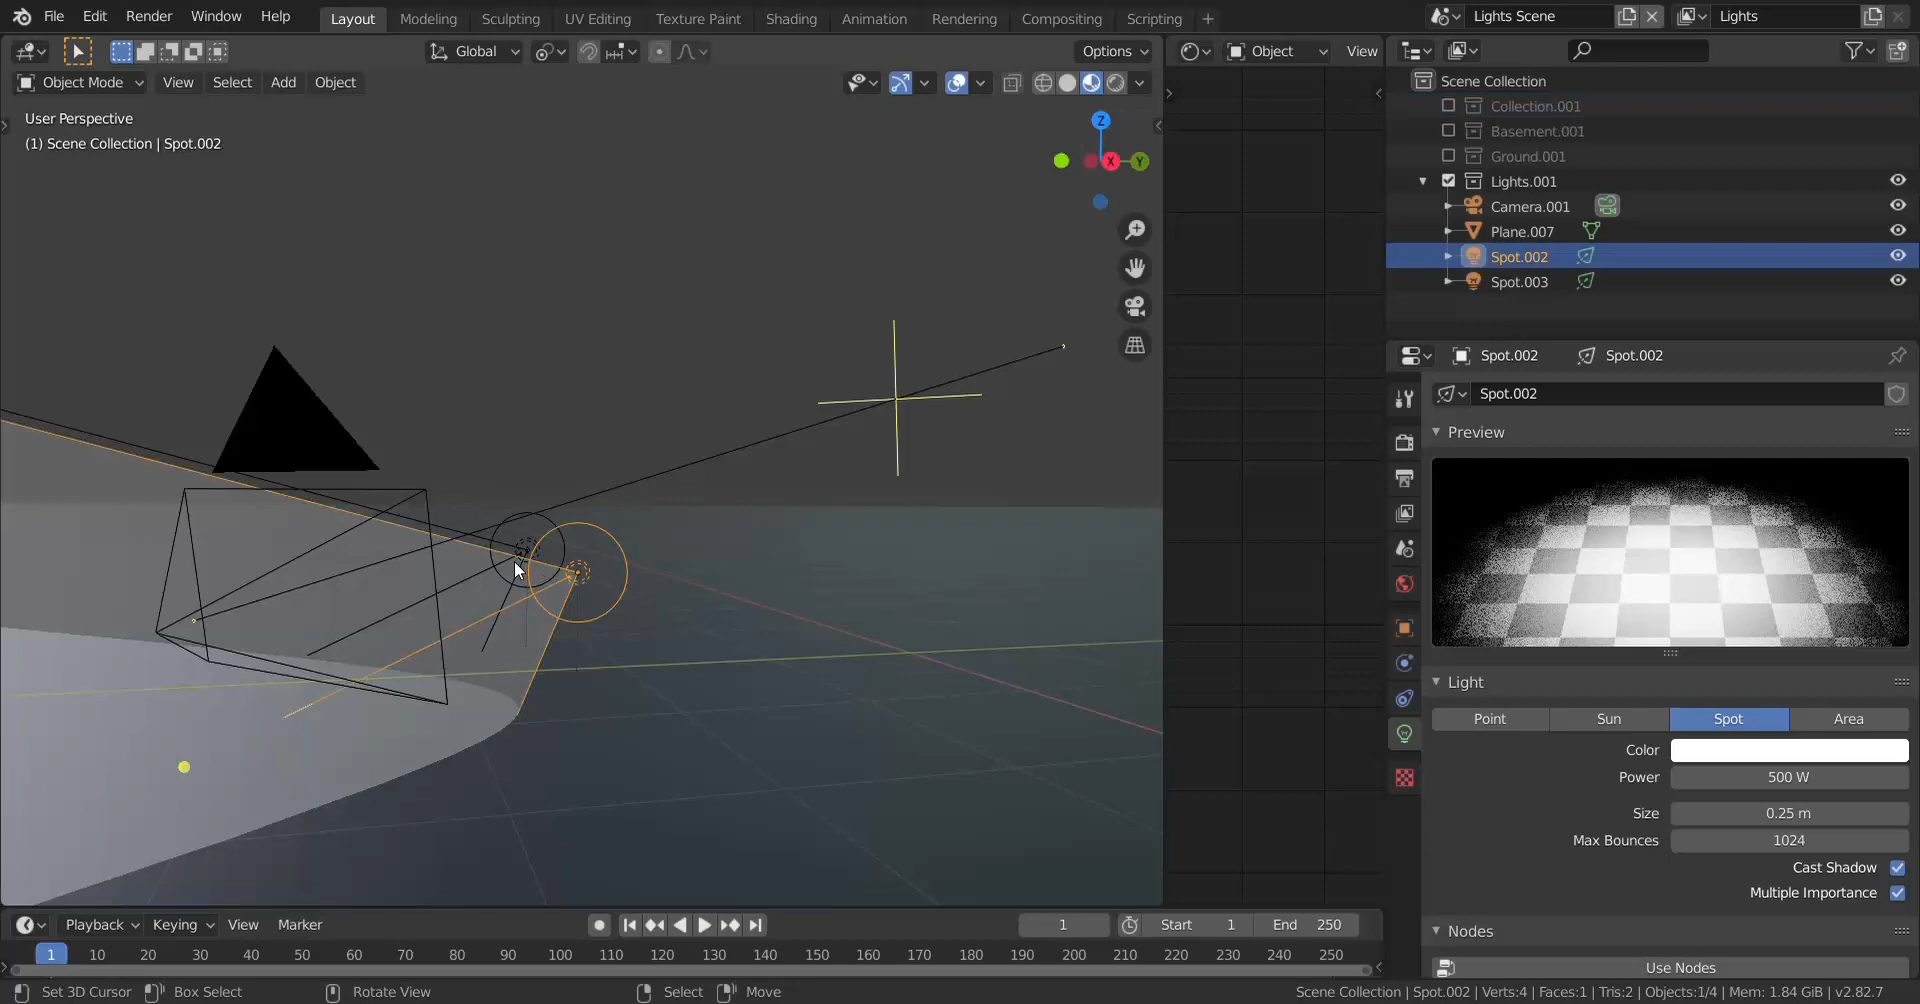 File Edit Render Window Help Layout Modeling Sculpting UV Editing Texture Paint Shading Animation Rendering Compositing Scripting + Lights Scene Lights
Global Options Object View
Object Mode View Select Add Object
User Perspective
(1) Scene Collection | Spot.002
Z
X
Y
Scene Collection
Collection.001
Basement.001
Ground.001
Lights.001
Camera.001
Plane.007
Spot.002
Spot.003
Spot.002 Spot.002
Spot.002
Preview
Light
Point Sun Spot Area
Color
Power 500 W
Size 0.25 m
Max Bounces 1024
Cast Shadow
Multiple Importance
Nodes
Use Nodes
Playback Keying View Marker 1 Start 1 End 250
1 10 20 30 40 50 60 70 80 90 100 110 120 130 140 150 160 170 180 190 200 210 220 230 240 250
Set 3D Cursor Box Select Rotate View Select Move Scene Collection | Spot.002 | Verts:4 | Faces:1 | Tris:2 | Objects:1/4 | Mem: 1.84 GiB | v2.82.7